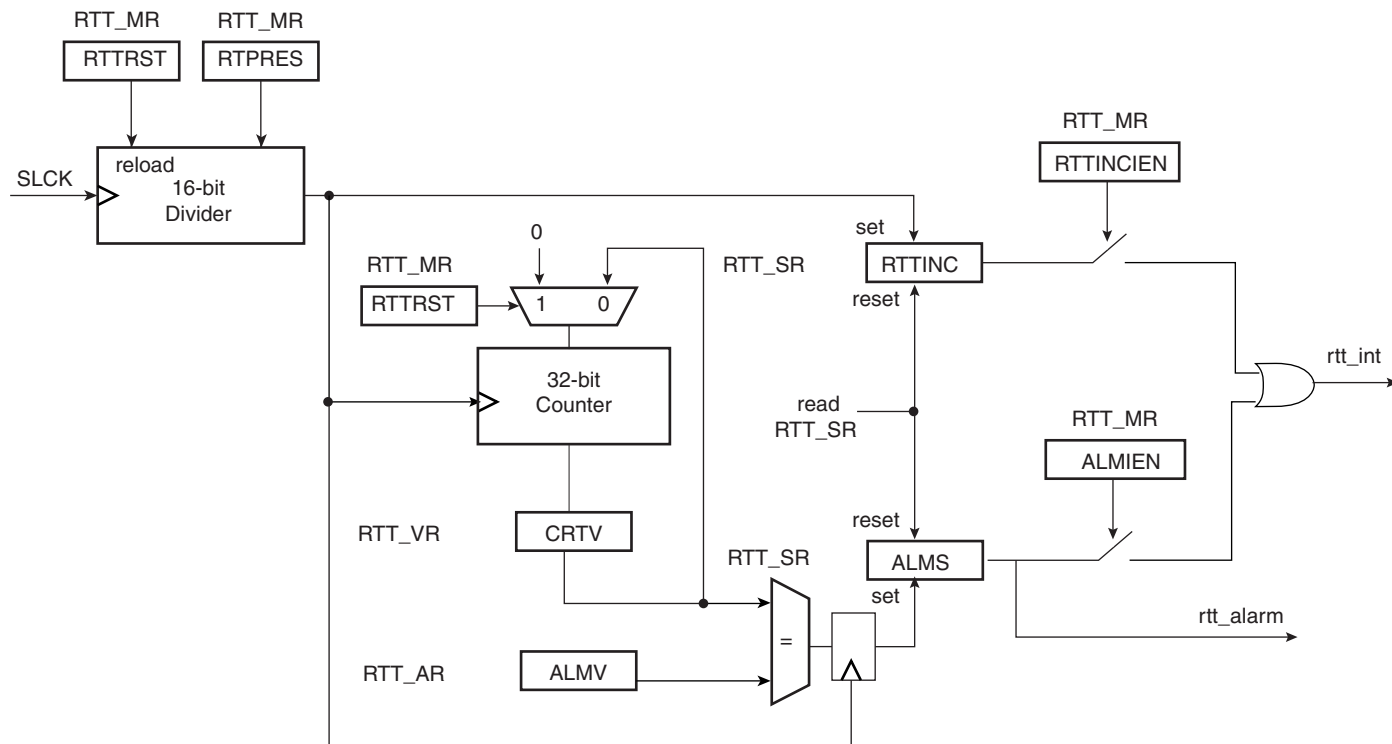 RTT_MR
RTT_MR
RTTRST
RTPRES
RTT_MR
reload
RTTINCIEN
SLCK
16-bit
Divider
set
0
RTT_MR
RTT_SR
RTTINC
RTTRST
1
0
reset
32-bit
Counter
rtt_int
read
RTT_SR
RTT_MR
ALMIEN
reset
RTT_VR
CRTV
RTT_SR
ALMS
set
rtt_alarm
=
RTT_AR
ALMV